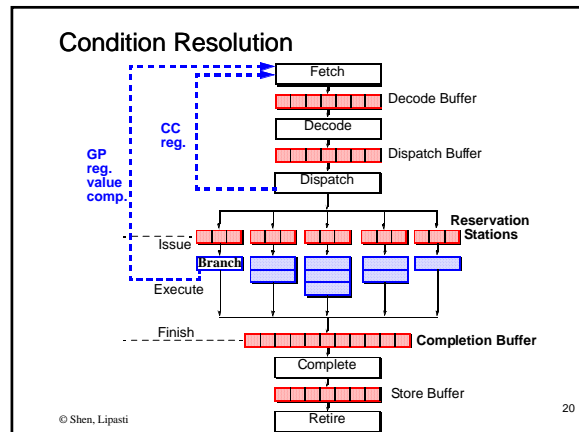 Condition Resolution
Fetch
Decode Buffer
CC
reg.
Decode
GP
reg.
value
comp.
Dispatch Buffer
Dispatch
Reservation
Stations
Issue
Branch
Execute
Finish
Completion Buffer
Complete
Store Buffer
Retire
© Shen, Lipasti
20